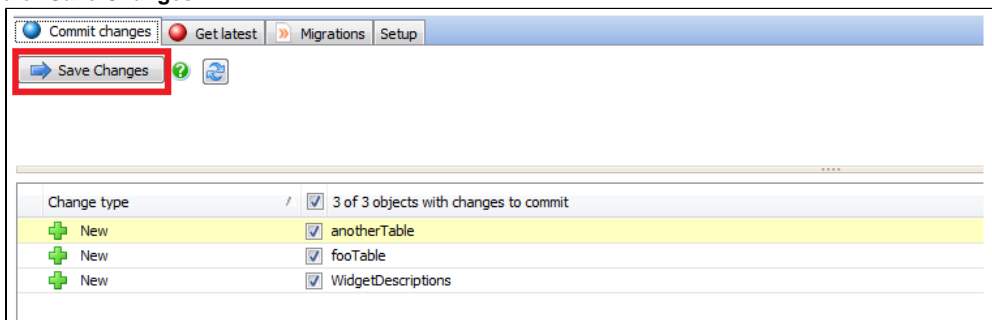 Commit changes Get latest Migrations Setup
Save Changes
Change type 3 of 3 objects with changes to commit
New anotherTable
New fooTable
New WidgetDescriptions